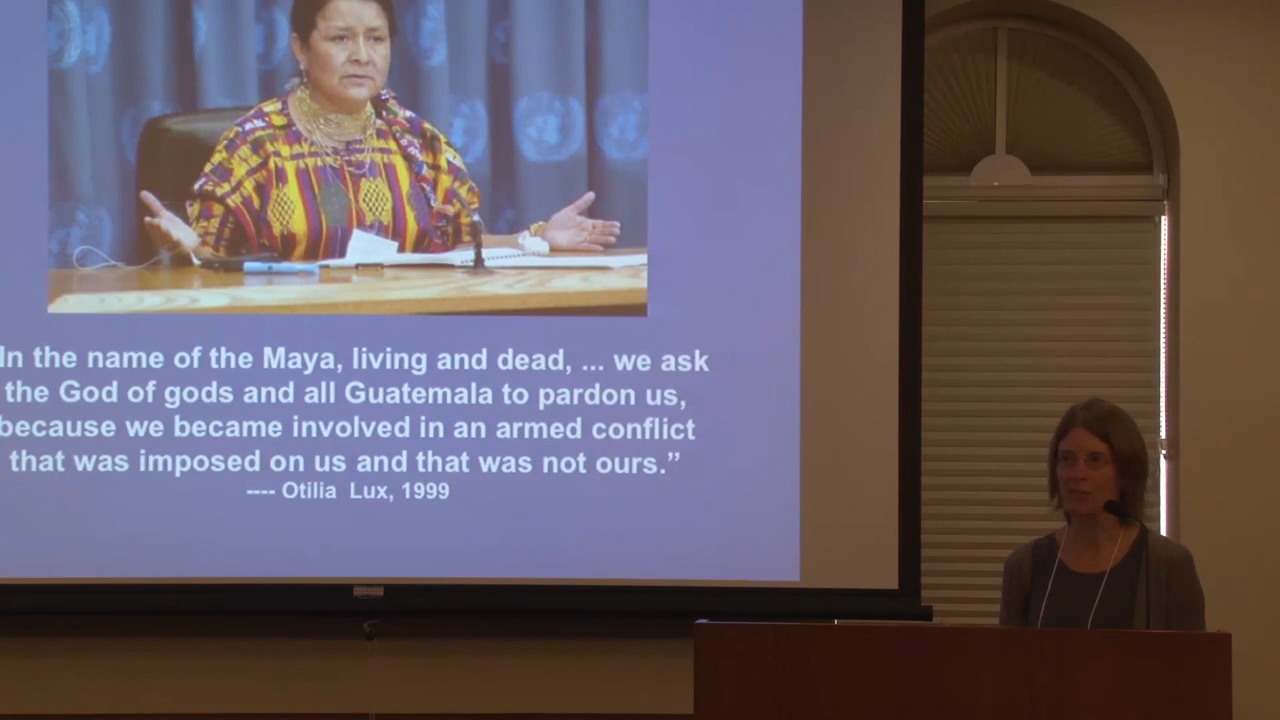 In the name of the Maya, living and dead, ... we ask
the God of gods and all Guatemala to pardon us,
because we became involved in an armed conflict
that was imposed on us and that was not ours.”
---- Otilia Lux, 1999